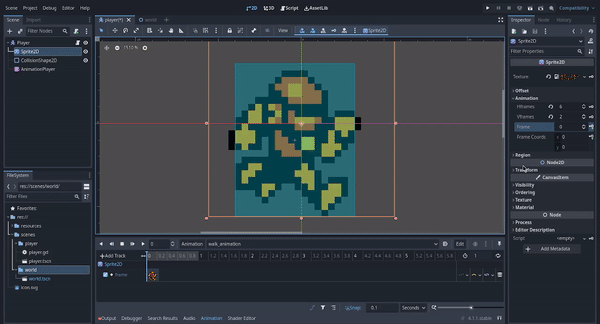 Scene Project Debug Editor Help
2D 3D Script AssetLib
Compatibility
Scene Import
Filter Nodes
Player
Sprite2D
CollisionShape2D
AnimationPlayer
FileSystem
res://scenes/world/
Filter Files
Favorites:
res://
resources
scenes
player
player.gd
player.tscn
world
world.tscn
icon.svg
player(*) world
View
Sprite2D
Animation walk_animation Edit
Add Track
Sprite2D
frame
Snap: 0.1 Seconds
Output Debugger Search Results Audio Animation Shader Editor
4.1.1.stable
Inspector Node History
Sprite2D
Filter Properties
Sprite2D
Texture
Offset
Animation
Hframes 6
Vframes 2
Frame 0
Frame Coords x 0
y 0
Region
Node2D
Transform
CanvasItem
Visibility
Ordering
Texture
Material
Node
Process
Editor Description
Script <empty>
Add Metadata